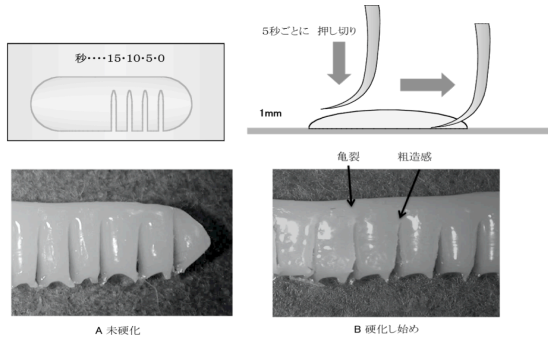 秒････15･10･5･0
5秒ごとに 押し切り
1mm
亀裂 粗造感
A 未硬化
B 硬化し始め